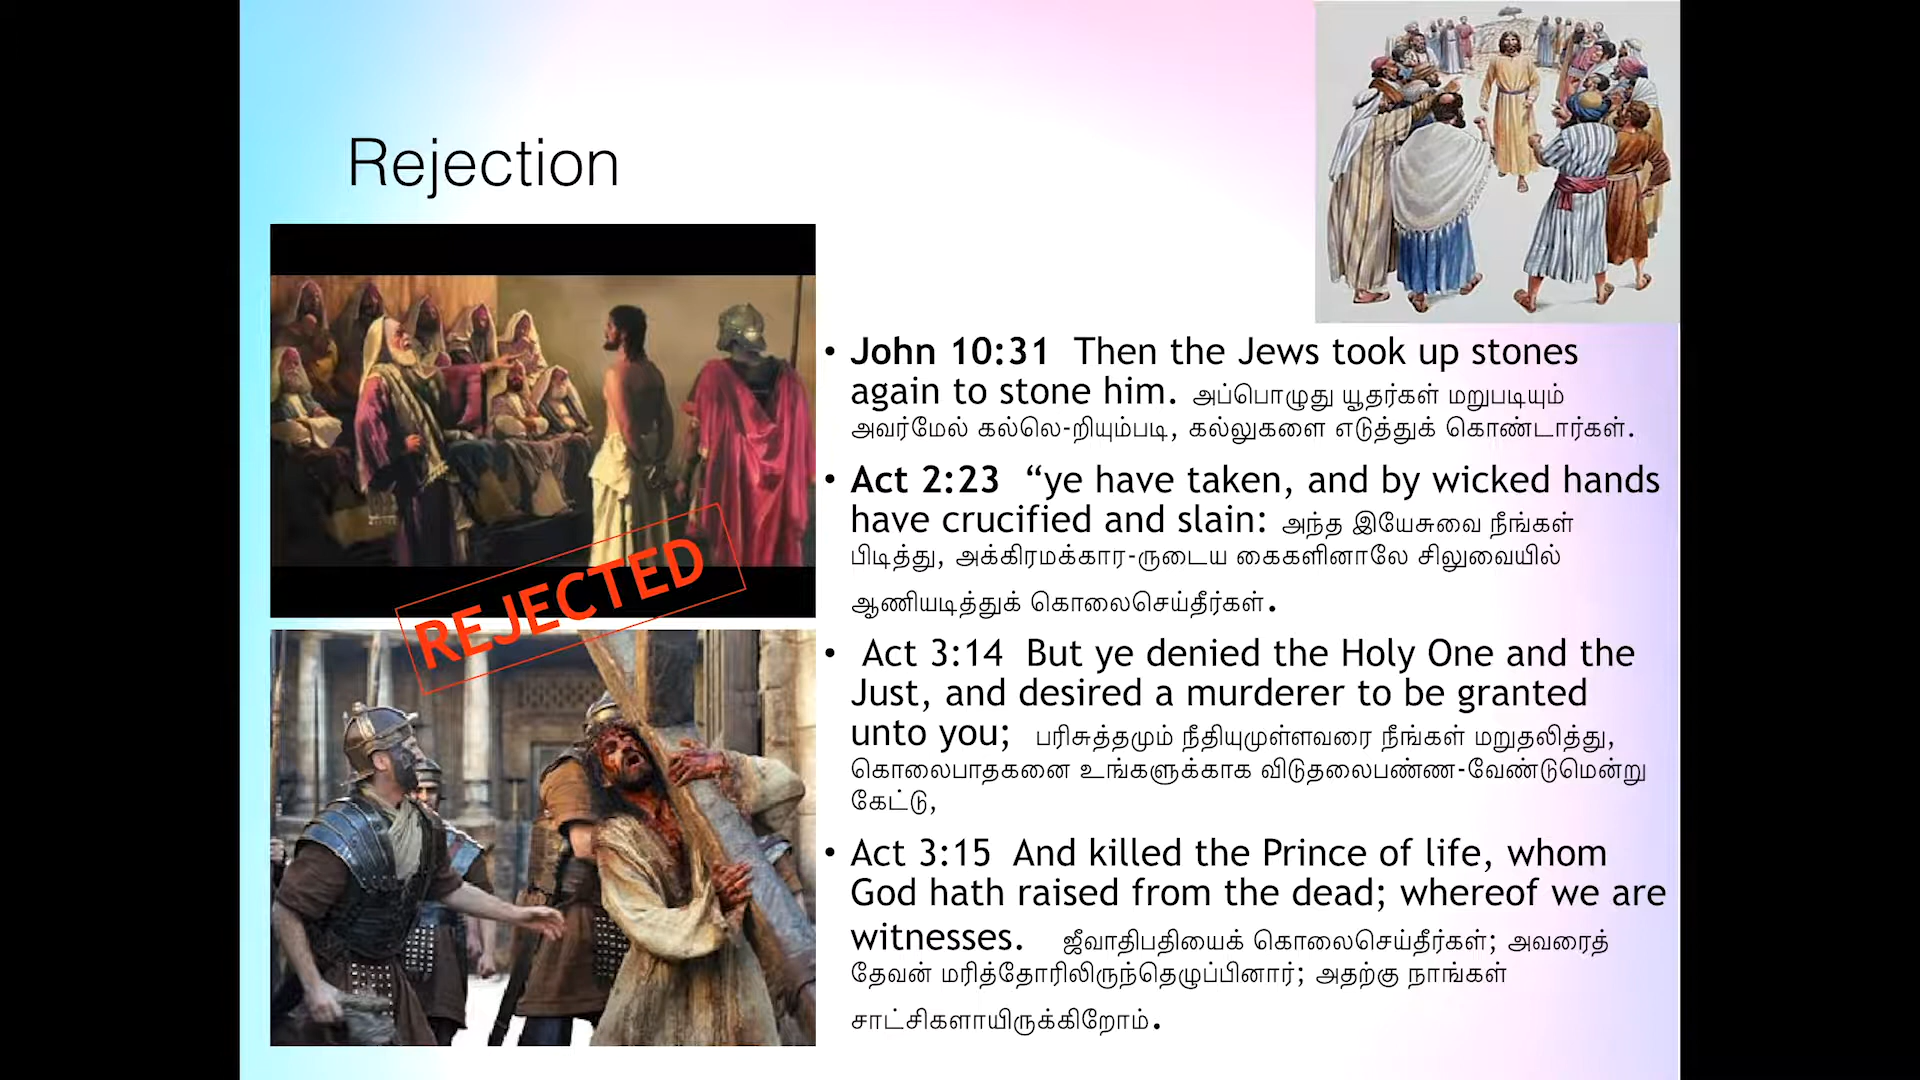 Rejection
REJECTED
• John 10:31  Then the Jews took up stones
again to stone him. அப்பொழுது யூதர்கள் மறுபடியும்
அவர்மேல் கல்லெ-றியும்படி, கல்லுகளை எடுத்துக் கொண்டார்கள்.
• Act 2:23  “ye have taken, and by wicked hands
have crucified and slain: அந்த இயேசுவை நீங்கள்
பிடித்து, அக்கிரமக்கார-ருடைய கைகளினாலே சிலுவையில்
ஆணியடித்துக் கொலைசெய்தீர்கள்.
• Act 3:14  But ye denied the Holy One and the
Just, and desired a murderer to be granted
unto you;  பரிசுத்தமும் நீதியுமுள்ளவரை நீங்கள் மறுதலித்து,
கொலைபாதகனை உங்களுக்காக விடுதலைபண்ண-வேண்டுமென்று
கேட்டு,
• Act 3:15  And killed the Prince of life, whom
God hath raised from the dead; whereof we are
witnesses.  ஜீவாதிபதியைக் கொலைசெய்தீர்கள்; அவரைத்
தேவன் மரித்தோரிலிருந்தெழுப்பினார்; அதற்கு நாங்கள்
சாட்சிகளாயிருக்கிறோம்.